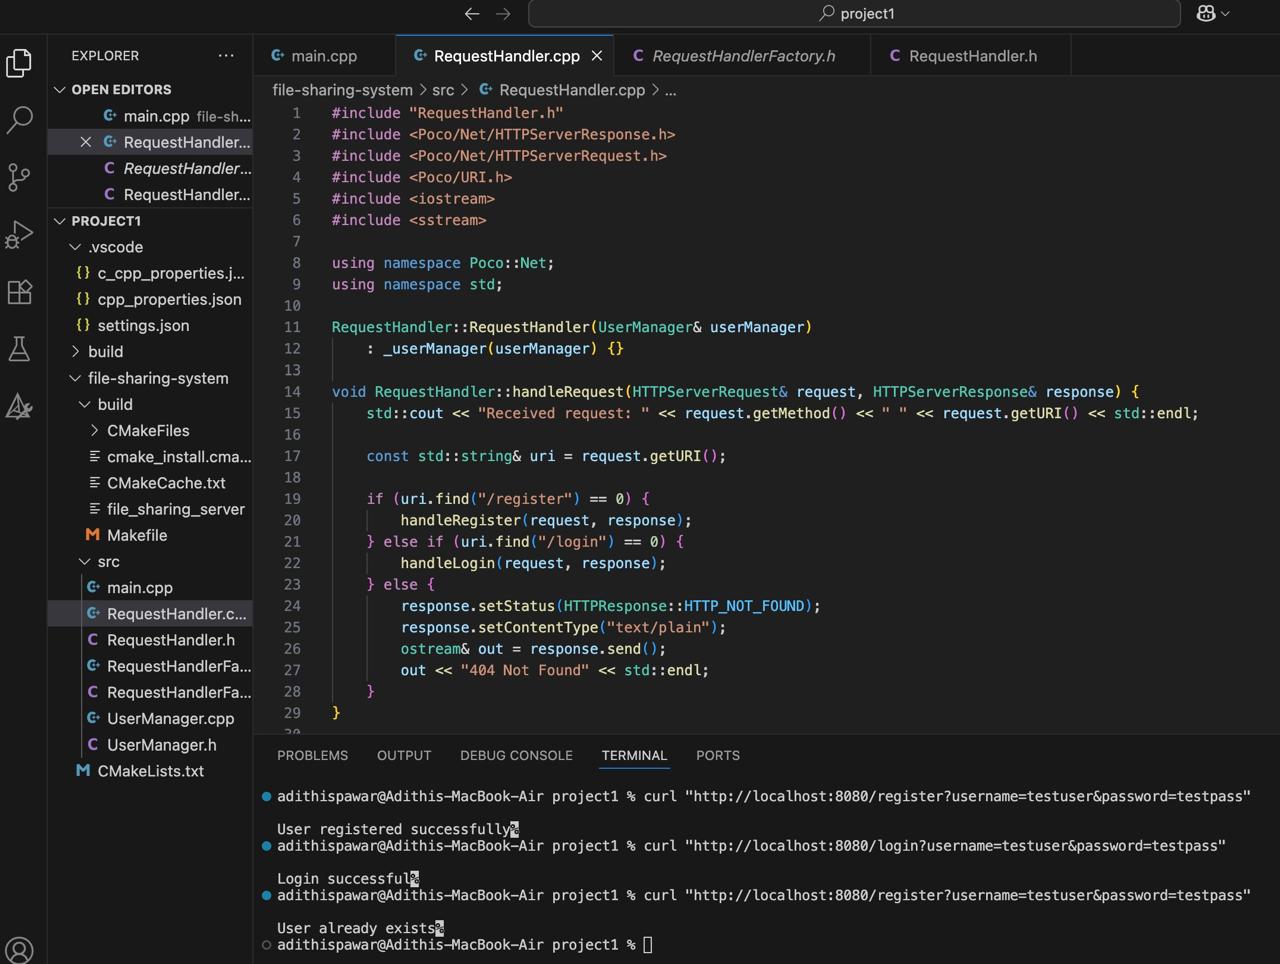 project1
EXPLORER
OPEN EDITORS
main.cpp file-sh...
RequestHandler...
RequestHandler...
RequestHandler...
PROJECT1
.vscode
c_cpp_properties.j...
cpp_properties.json
settings.json
build
file-sharing-system
build
CMakeFiles
cmake_install.cma...
CMakeCache.txt
file_sharing_server
Makefile
src
main.cpp
RequestHandler.c...
RequestHandler.h
RequestHandlerFa...
RequestHandlerFa...
UserManager.cpp
UserManager.h
CMakeLists.txt
main.cpp RequestHandler.cpp RequestHandlerFactory.h RequestHandler.h
file-sharing-system > src > RequestHandler.cpp > ...
1 #include "RequestHandler.h"
2 #include <Poco/Net/HTTPServerResponse.h>
3 #include <Poco/Net/HTTPServerRequest.h>
4 #include <Poco/URI.h>
5 #include <iostream>
6 #include <sstream>
7
8 using namespace Poco::Net;
9 using namespace std;
10
11 RequestHandler::RequestHandler(UserManager& userManager)
12 : _userManager(userManager) {}
13
14 void RequestHandler::handleRequest(HTTPServerRequest& request, HTTPServerResponse& response) {
15 std::cout << "Received request: " << request.getMethod() << " " << request.getURI() << std::endl;
16
17 const std::string& uri = request.getURI();
18
19 if (uri.find("/register") == 0) {
20 handleRegister(request, response);
21 } else if (uri.find("/login") == 0) {
22 handleLogin(request, response);
23 } else {
24 response.setStatus(HTTPResponse::HTTP_NOT_FOUND);
25 response.setContentType("text/plain");
26 ostream& out = response.send();
27 out << "404 Not Found" << std::endl;
28 }
29 }
30
PROBLEMS OUTPUT DEBUG CONSOLE TERMINAL PORTS
adithispawar@Adithis-MacBook-Air project1 % curl "http://localhost:8080/register?username=testuser&password=testpass"
User registered successfully%
adithispawar@Adithis-MacBook-Air project1 % curl "http://localhost:8080/login?username=testuser&password=testpass"
Login successful%
adithispawar@Adithis-MacBook-Air project1 % curl "http://localhost:8080/register?username=testuser&password=testpass"
User already exists%
adithispawar@Adithis-MacBook-Air project1 %